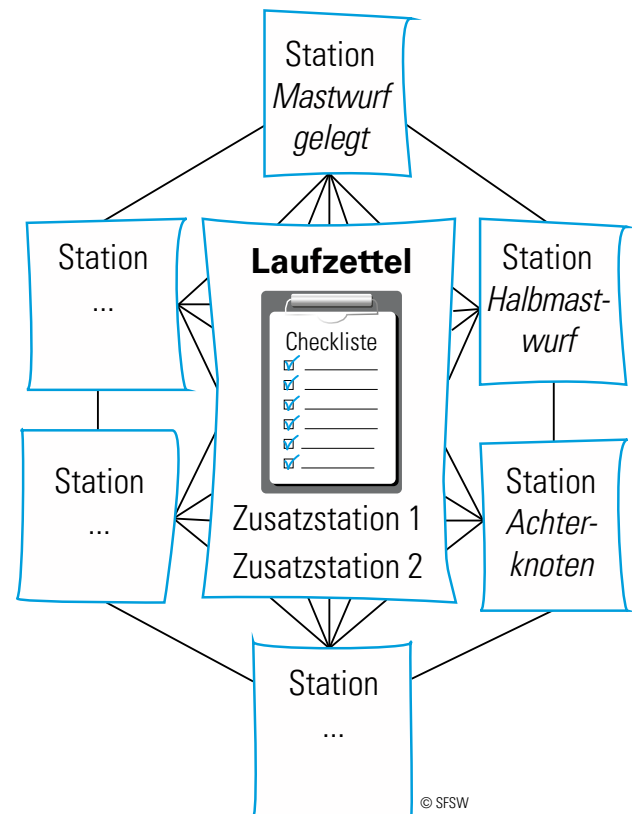 Station
Mastwurf
gelegt
Station
...
Laufzettel
Checkliste
Station
Halbmast-
wurf
Station
...
Zusatzstation 1
Zusatzstation 2
Station
Achter-
knoten
Station
...
© SFSW